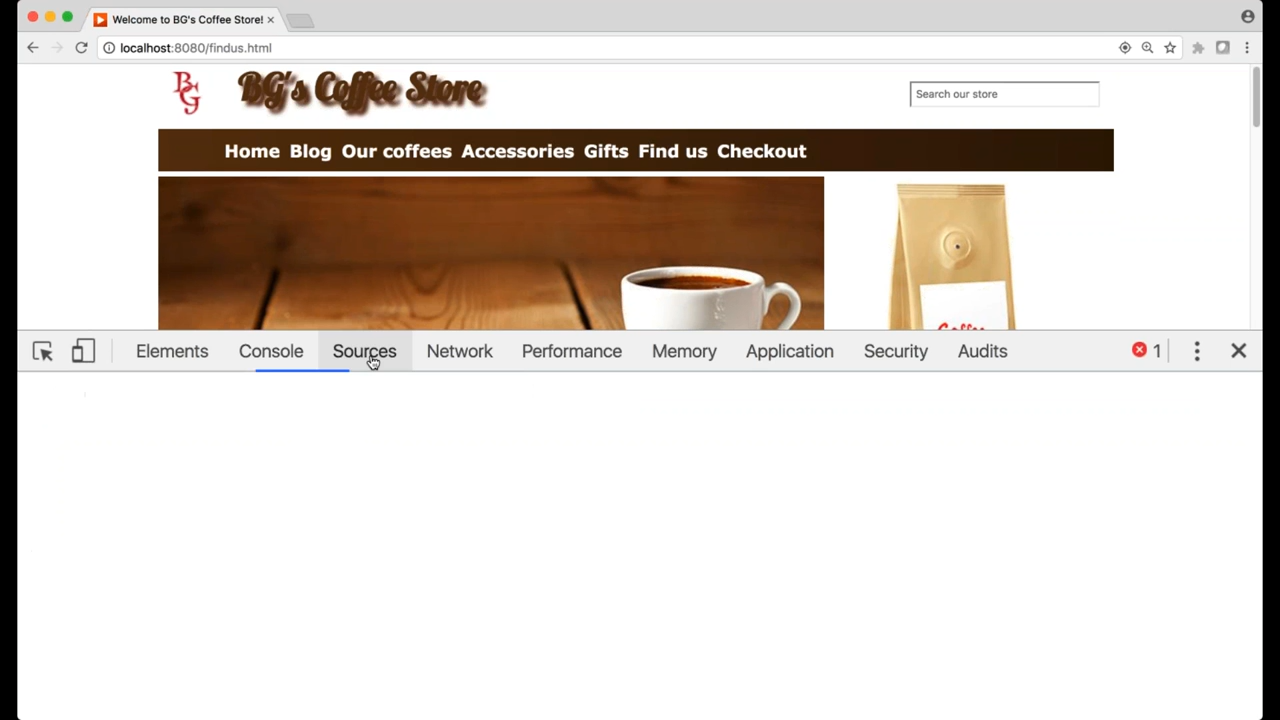 Welcome to BG's Coffee Store!
localhost:8080/findus.html
BG
BG's Coffee Store
Search our store
Home Blog Our coffees Accessories Gifts Find us Checkout
Coffee
Elements Console Sources Network Performance Memory Application Security Audits 1